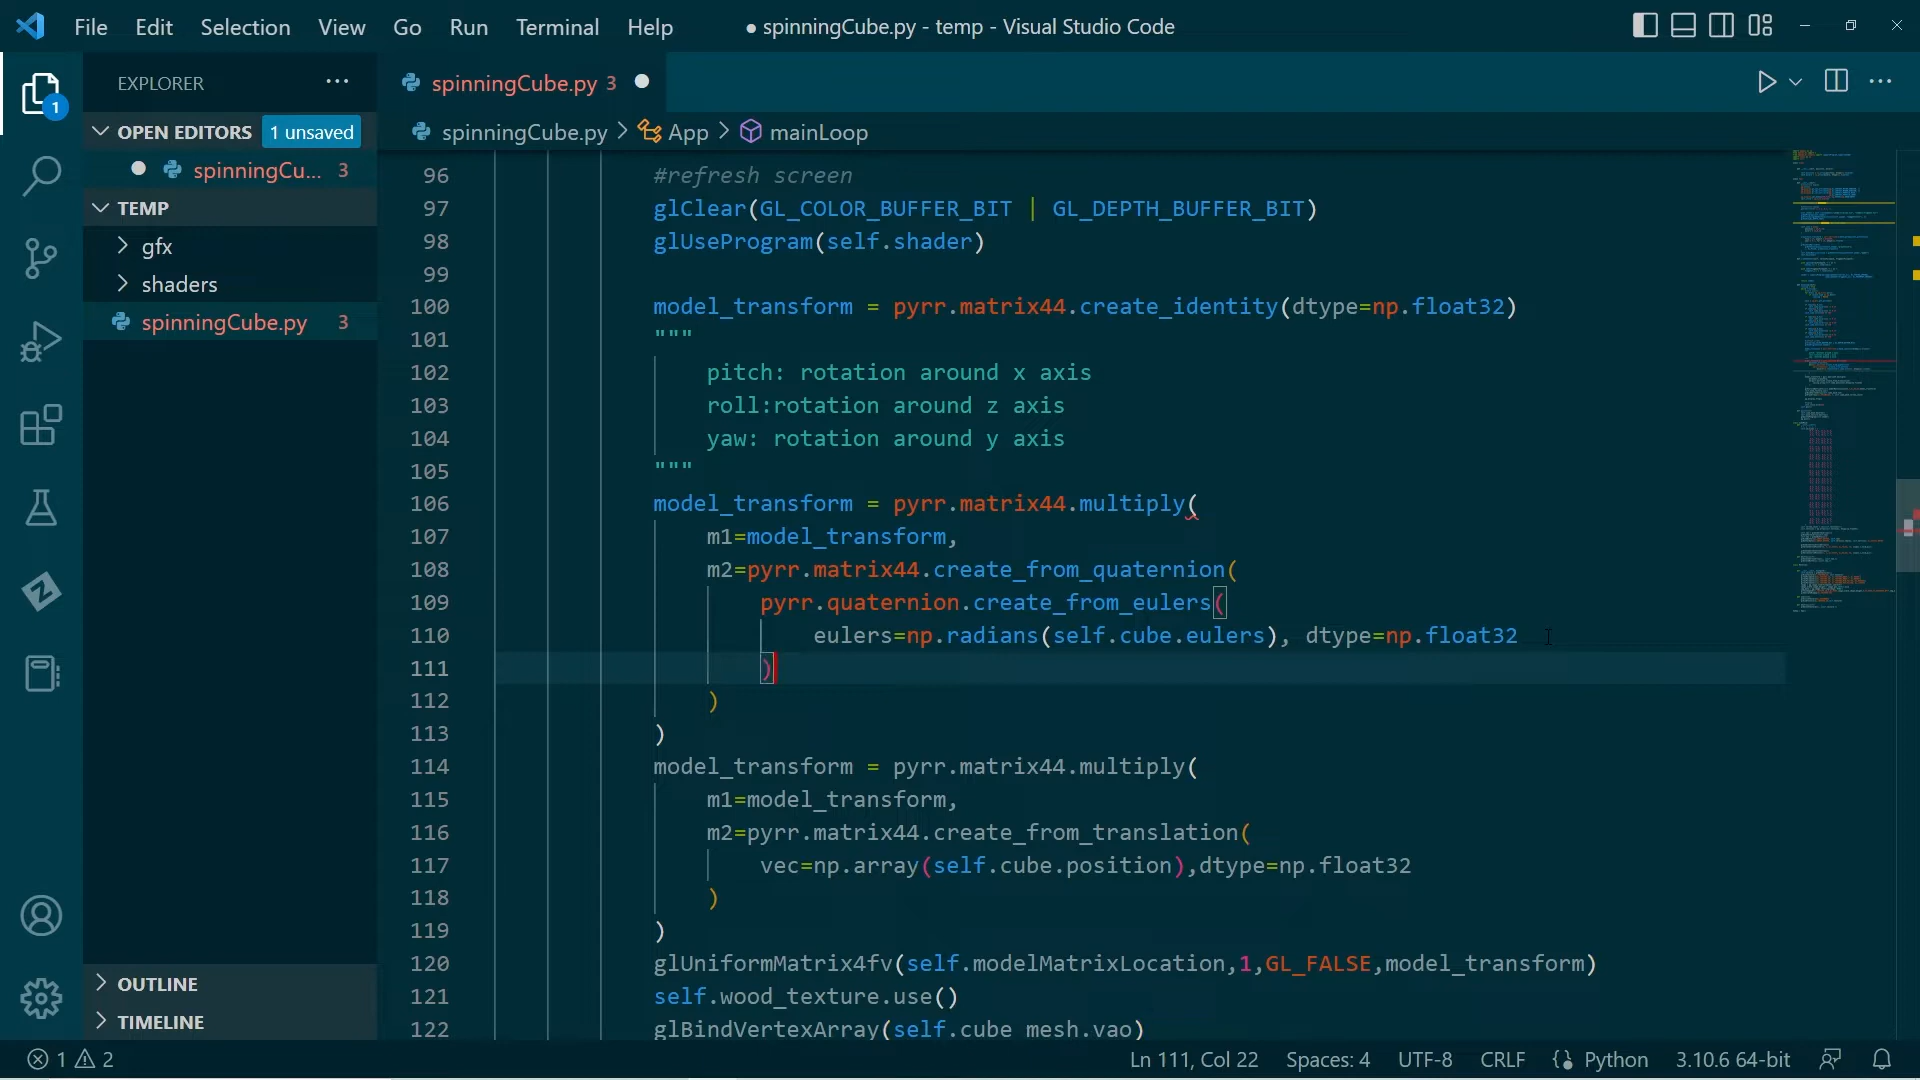 File Edit Selection View Go Run Terminal Help ● spinningCube.py - temp - Visual Studio Code
EXPLORER ···
spinningCube.py 3 ●
OPEN EDITORS 1 unsaved
spinningCube.py > App > mainLoop
● spinningCu... 3
TEMP
gfx
shaders
spinningCube.py 3
96 #refresh screen
97 glClear(GL_COLOR_BUFFER_BIT | GL_DEPTH_BUFFER_BIT)
98 glUseProgram(self.shader)
99
100 model_transform = pyrr.matrix44.create_identity(dtype=np.float32)
101 """
102 pitch: rotation around x axis
103 roll:rotation around z axis
104 yaw: rotation around y axis
105 """
106 model_transform = pyrr.matrix44.multiply(
107 m1=model_transform,
108 m2=pyrr.matrix44.create_from_quaternion(
109 pyrr.quaternion.create_from_eulers(
110 eulers=np.radians(self.cube.eulers), dtype=np.float32
111 )
112 )
113 )
114 model_transform = pyrr.matrix44.multiply(
115 m1=model_transform,
116 m2=pyrr.matrix44.create_from_translation(
117 vec=np.array(self.cube.position),dtype=np.float32
118 )
119 )
120 glUniformMatrix4fv(self.modelMatrixLocation,1,GL_FALSE,model_transform)
121 self.wood_texture.use()
122 glBindVertexArray(self.cube_mesh.vao)
OUTLINE
TIMELINE
1
1 2 Ln 111, Col 22 Spaces: 4 UTF-8 CRLF {} Python 3.10.6 64-bit